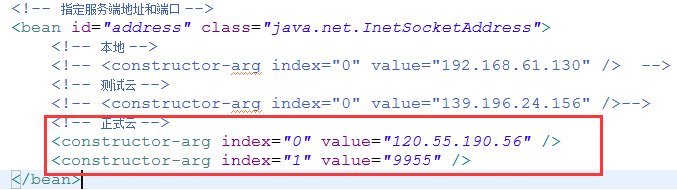 <!-- 指定服务端地址和端口 -->
<bean id="address" class="java.net.InetSocketAddress">
<!-- 本地 -->
<!-- <constructor-arg index="0" value="192.168.61.130" />  -->
<!-- 测试云 -->
<!-- <constructor-arg index="0" value="139.196.24.156" />-->
<!-- 正式云 -->
<constructor-arg index="0" value="120.55.190.56" />
<constructor-arg index="1" value="9955" />
</bean>